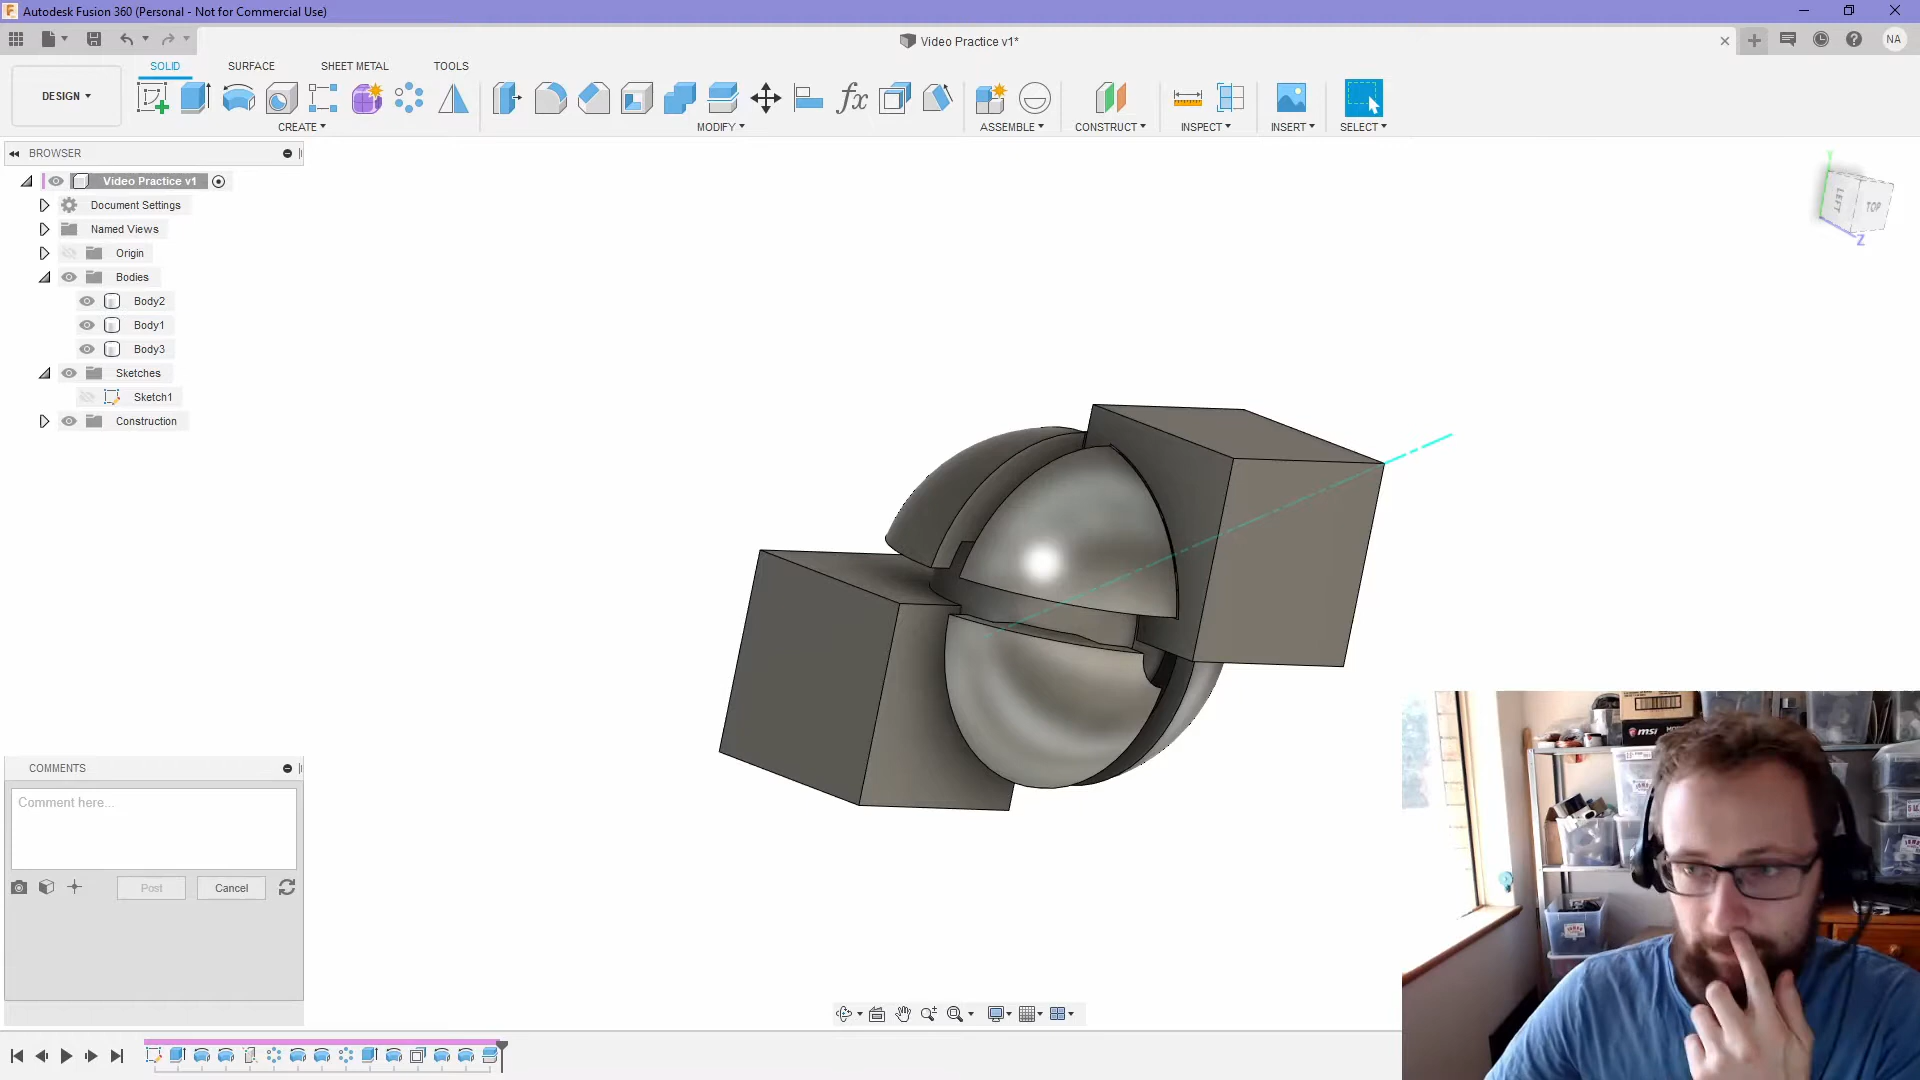 Autodesk Fusion 360 (Personal - Not for Commercial Use)
Video Practice v1*
NA
DESIGN
SOLID
SURFACE
SHEET METAL
TOOLS
CREATE
MODIFY
ASSEMBLE
CONSTRUCT
INSPECT
INSERT
SELECT
BROWSER
Video Practice v1
Document Settings
Named Views
Origin
Bodies
Body2
Body1
Body3
Sketches
Sketch1
Construction
Y
LEFT
TOP
Z
COMMENTS
Comment here...
Post
Cancel
msi